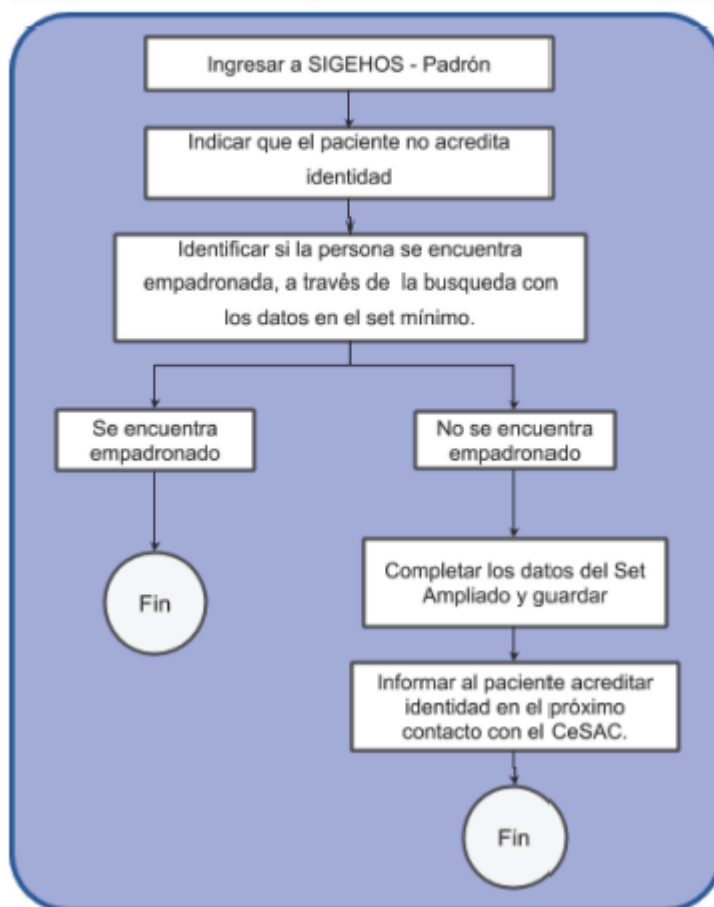 Ingresar a SIGEHOS - Padrón
Indicar que el paciente no acredita
identidad
Identificar si la persona se encuentra
empadronada, a través de la busqueda con
los datos en el set mínimo.
Se encuentra
empadronado
No se encuentra
empadronado
Fin
Completar los datos del Set
Ampliado y guardar
Informar al paciente acreditar
identidad en el próximo
contacto con el CeSAC.
Fin